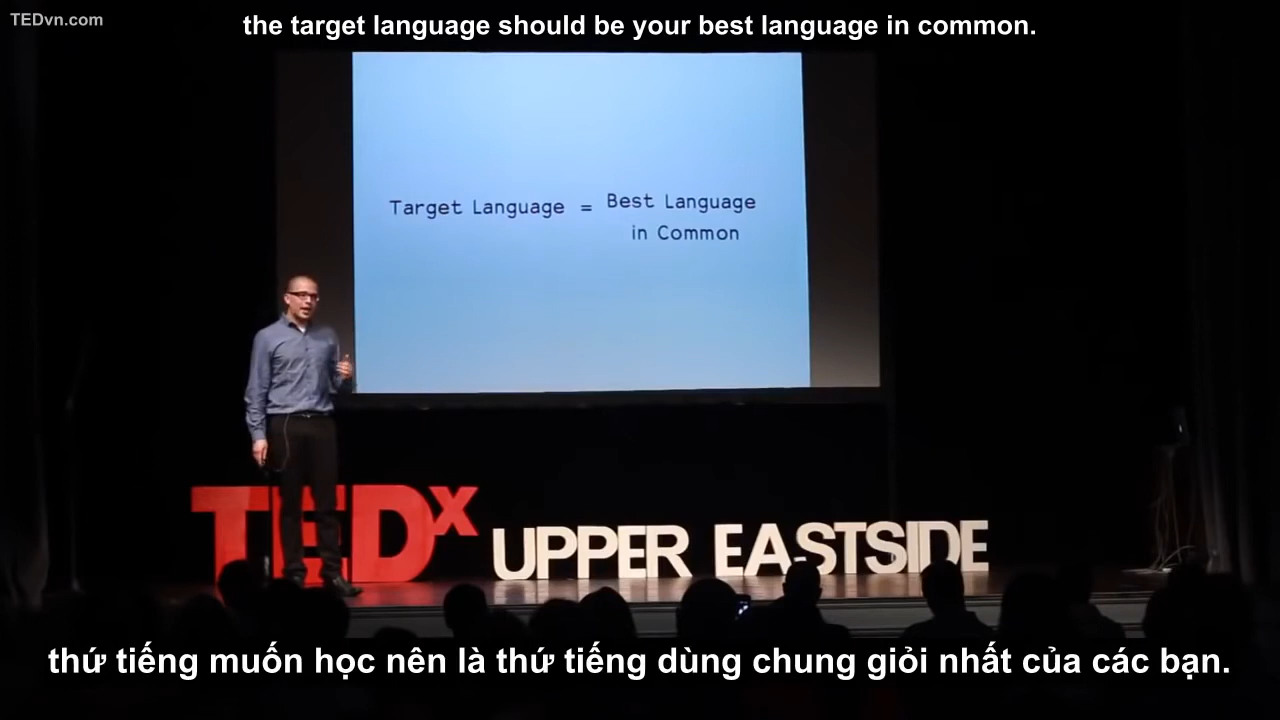 TEDvn.com
the target language should be your best language in common.
Target Language = Best Language
in Common
TEDx UPPER EASTSIDE
thứ tiếng muốn học nên là thứ tiếng dùng chung giỏi nhất của các bạn.